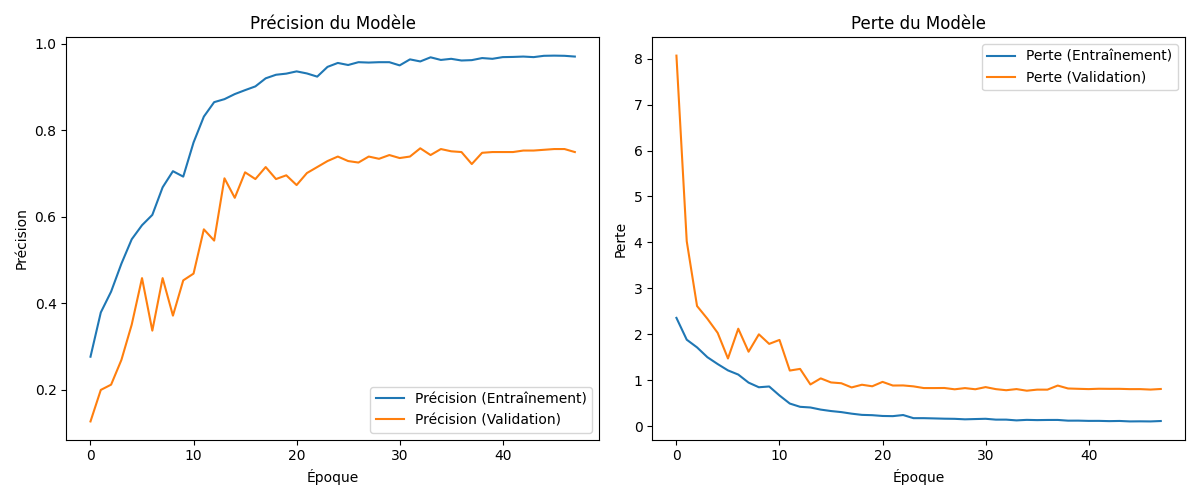 Précision du Modèle
1.0
0.8
0.6
0.4
0.2
Précision
Précision (Entraînement)
Précision (Validation)
0
10
20
30
40
Époque
Perte du Modèle
8
7
6
5
4
3
2
1
0
Perte
Perte (Entraînement)
Perte (Validation)
0
10
20
30
40
Époque